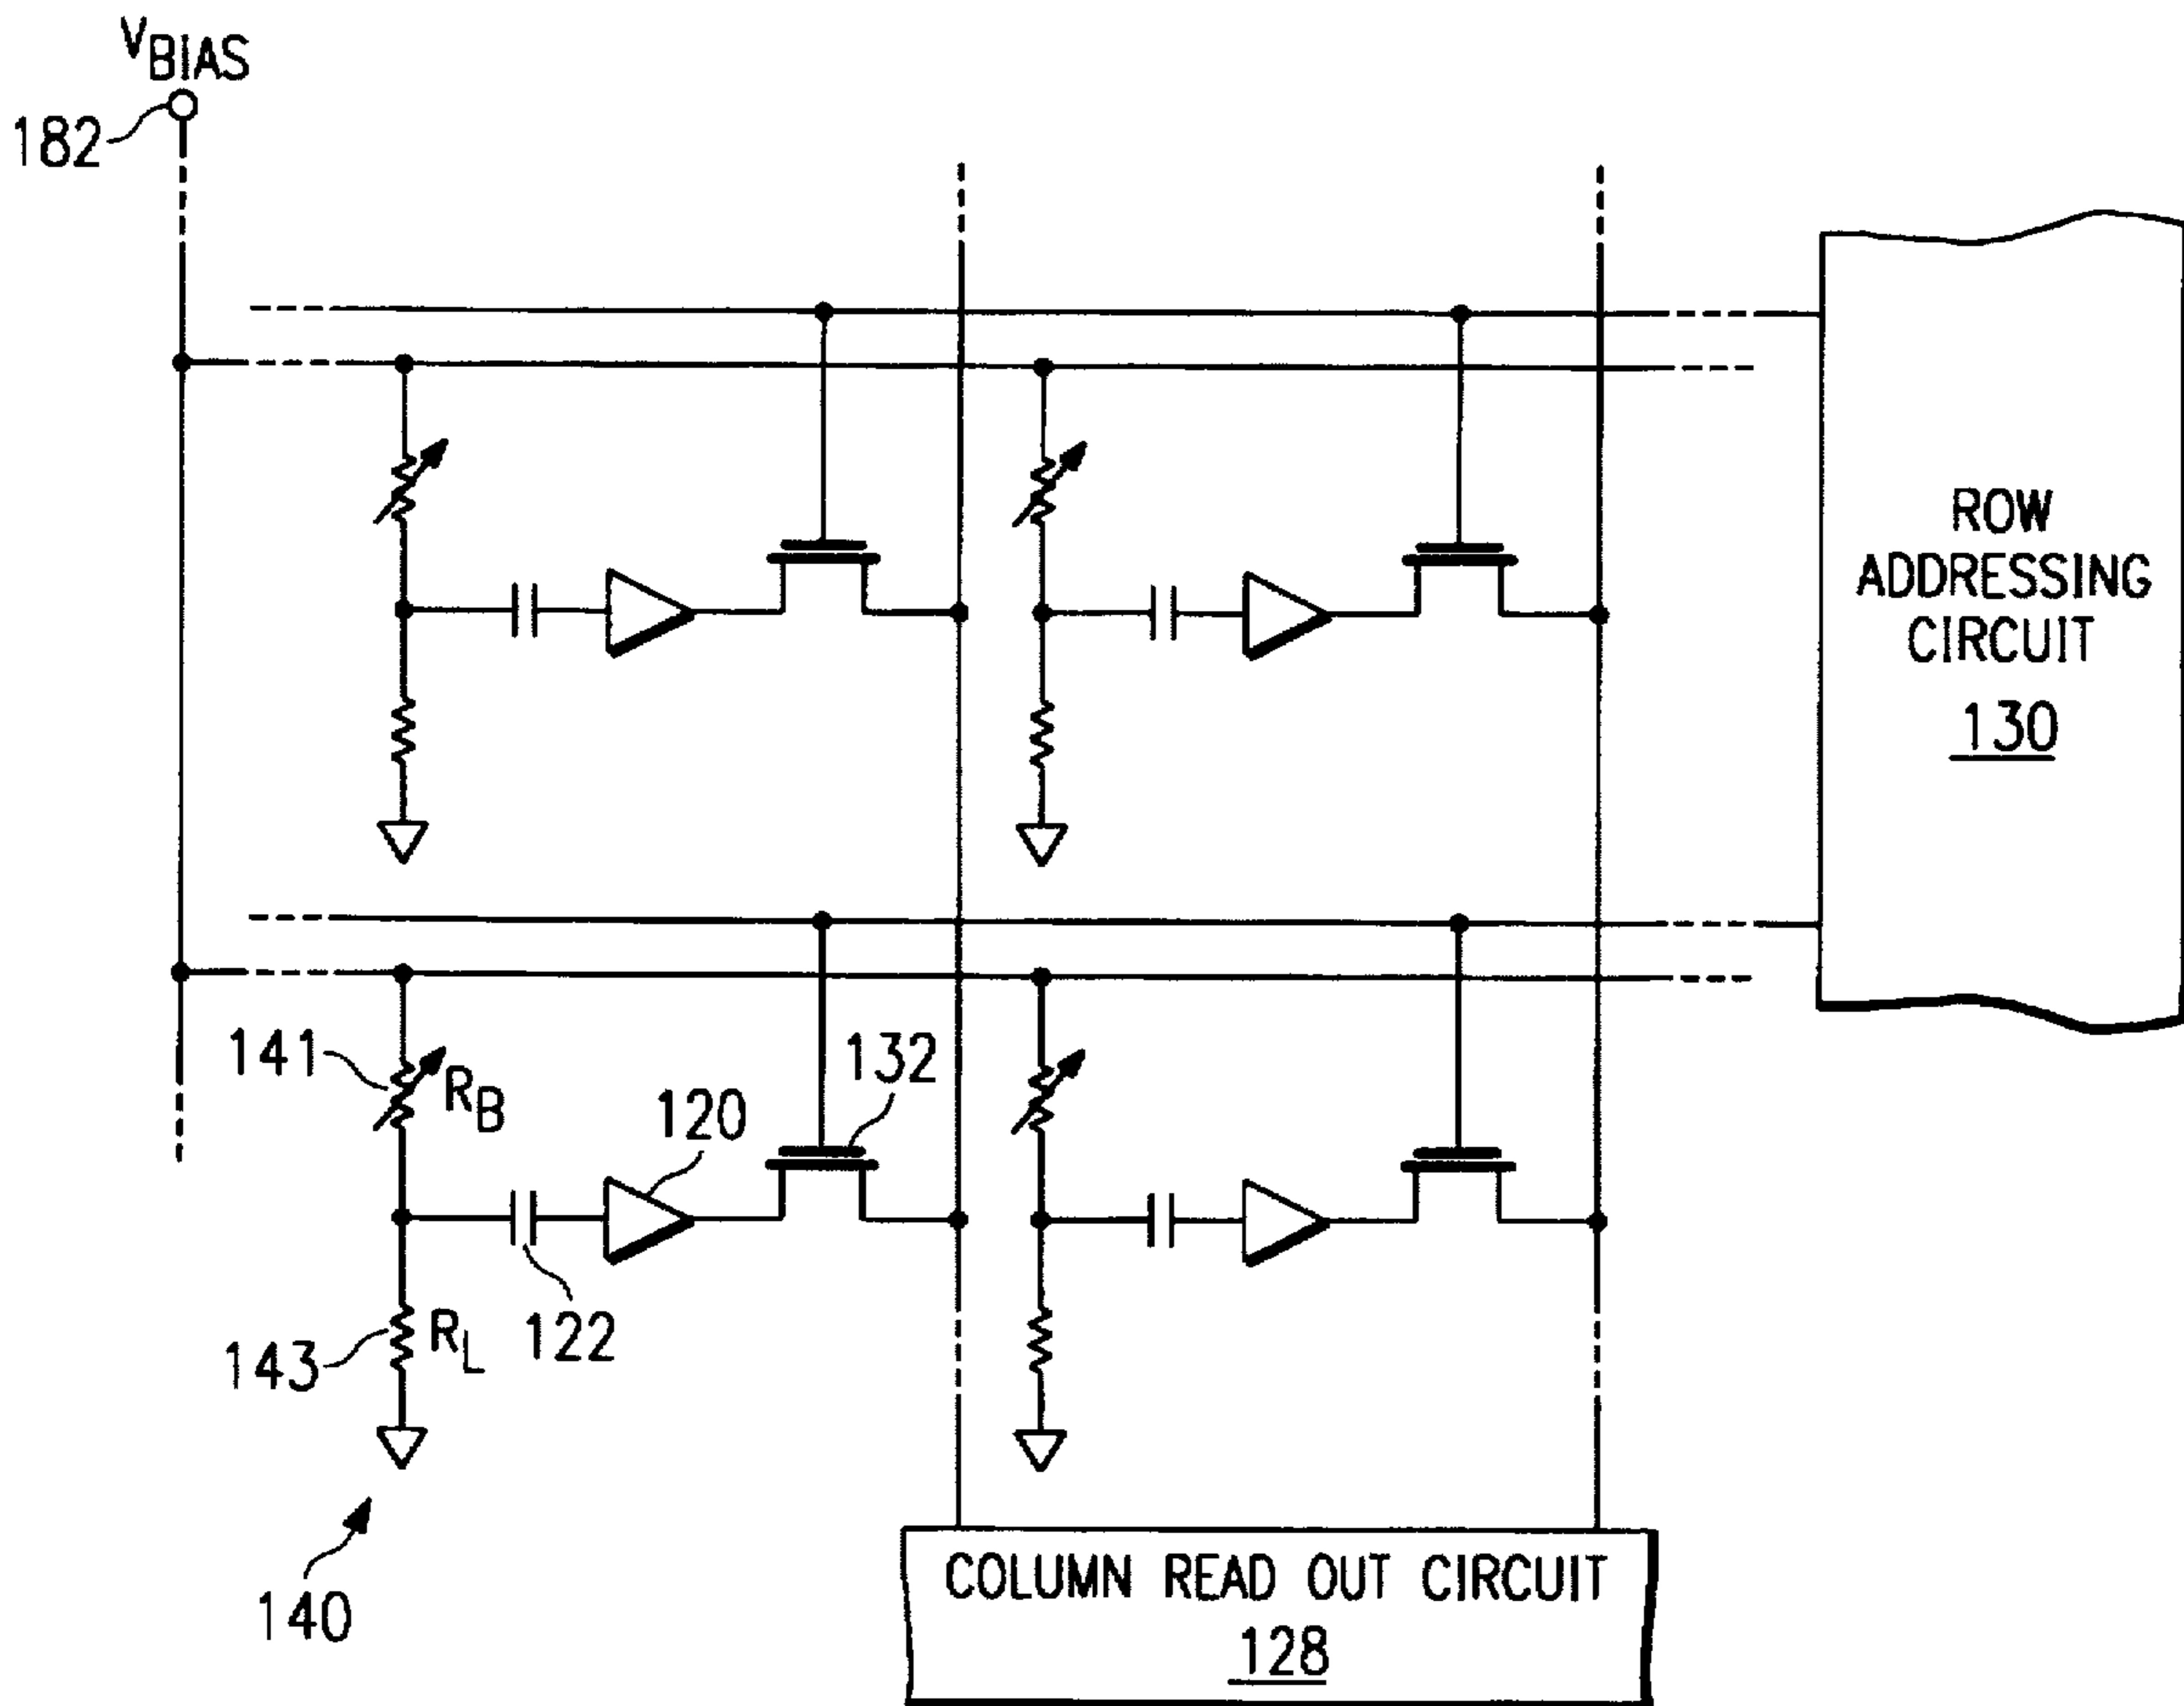 VBIAS
182
ROW
ADDRESSING
CIRCUIT
130
141
RB
132
120
122
143
RL
140
COLUMN READ OUT CIRCUIT
128